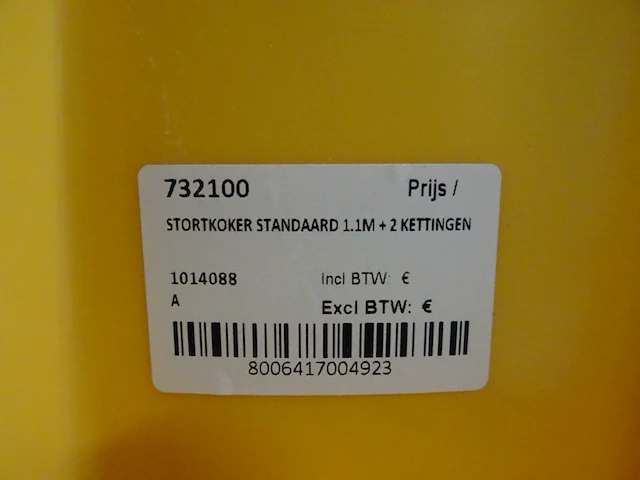 732100 Prijs /
STORTKOKER STANDAARD 1.1M + 2 KETTINGEN
1014088 Incl BTW: €
A Excl BTW: €
8006417004923